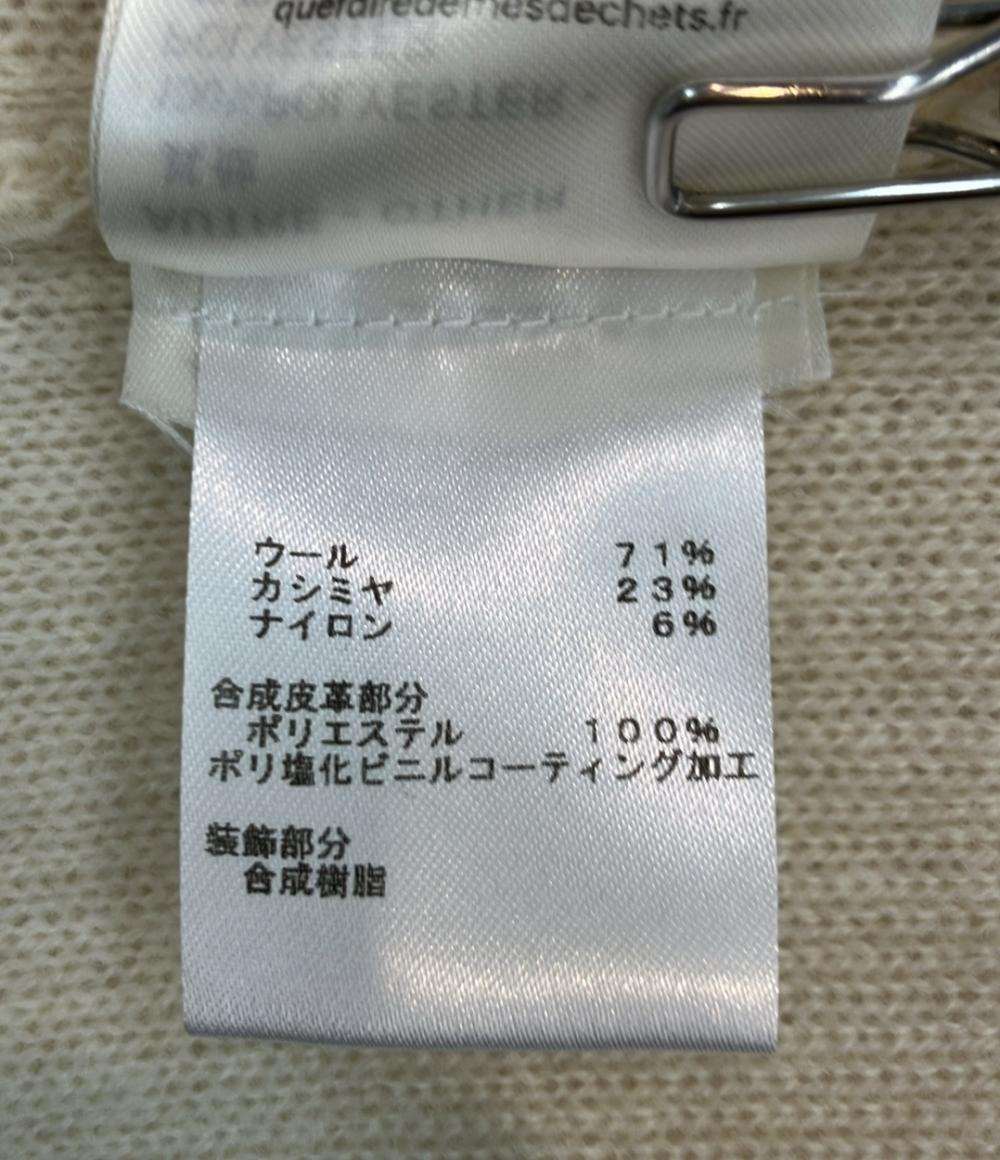 quefairedemesdechets.fr
ウール 71%
カシミヤ 23%
ナイロン 6%
合成皮革部分
ポリエステル 100%
ポリ塩化ビニルコーティング加工
装飾部分
合成樹脂